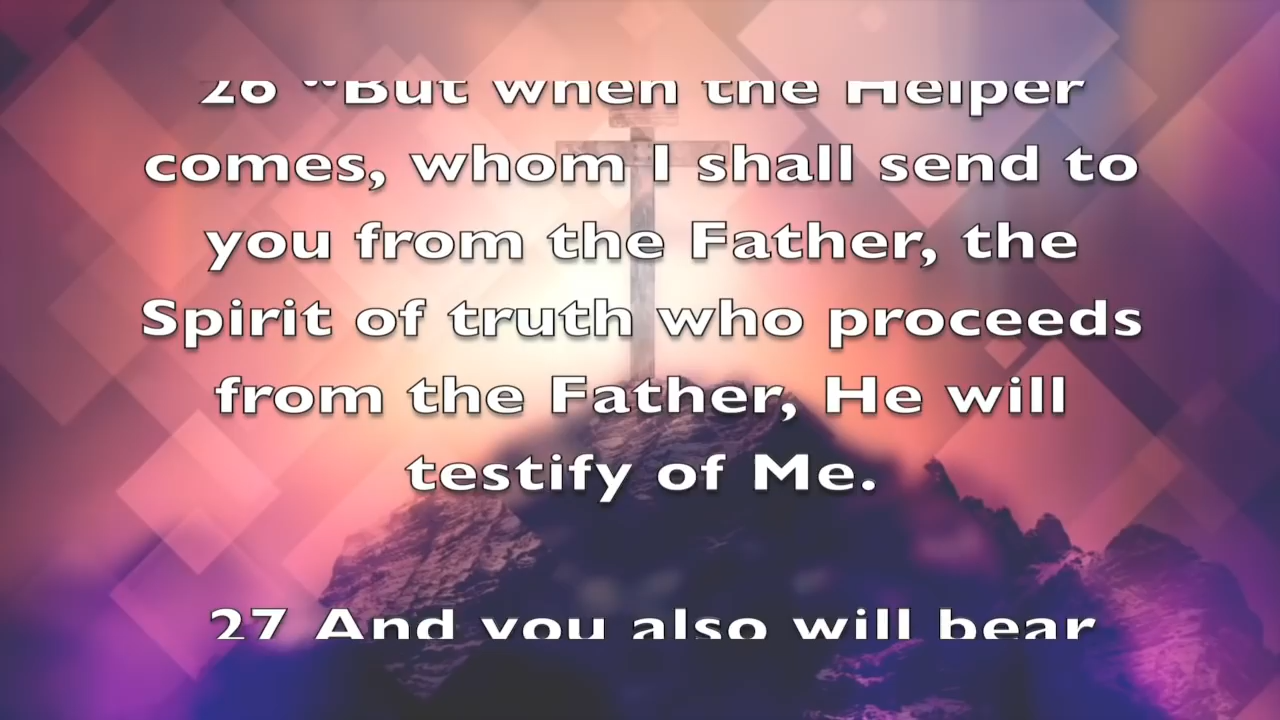 26 “But when the Helper
comes, whom I shall send to
you from the Father, the
Spirit of truth who proceeds
from the Father, He will
testify of Me.
27 And you also will bear